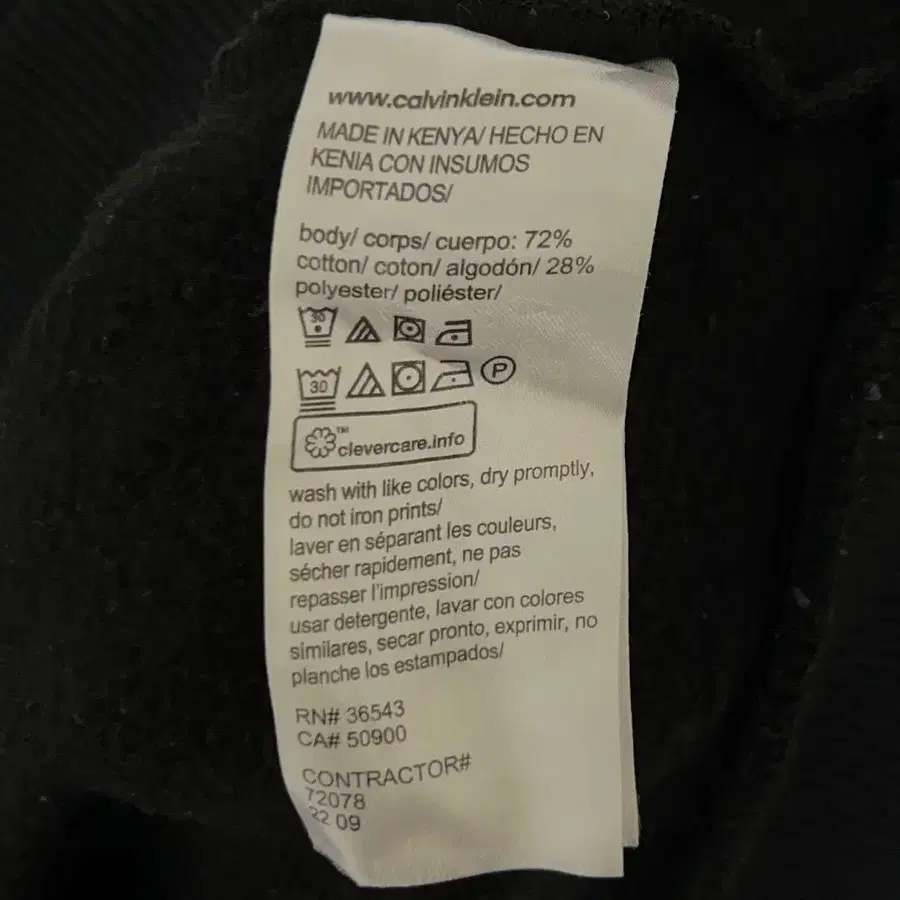 www.calvinklein.com
MADE IN KENYA/ HECHO EN
KENIA CON INSUMOS
IMPORTADOS/
body/ corps/ cuerpo: 72%
cotton/ coton/ algodón/ 28%
polyester/ poliéster/
30
30 P
™ clevercare.info
wash with like colors, dry promptly,
do not iron prints/
laver en séparant les couleurs,
sécher rapidement, ne pas
repasser l'impression/
usar detergente, lavar con colores
similares, secar pronto, exprimir, no
planche los estampados/
RN# 36543
CA# 50900
CONTRACTOR#
72078
22 09